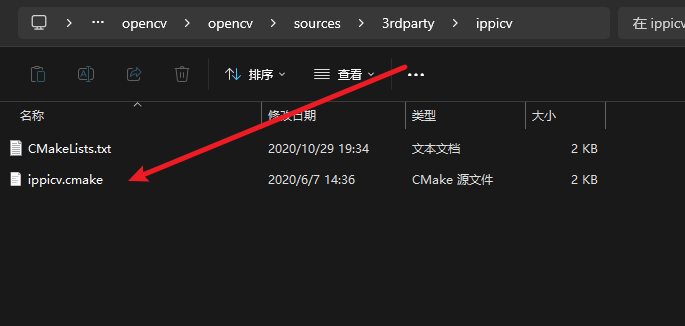 opencv > opencv > sources > 3rdparty > ippicv 在 ippic
排序 查看
名称 修改日期 类型 大小
CMakeLists.txt 2020/10/29 19:34 文本文档 2 KB
ippicv.cmake 2020/6/7 14:36 CMake 源文件 2 KB